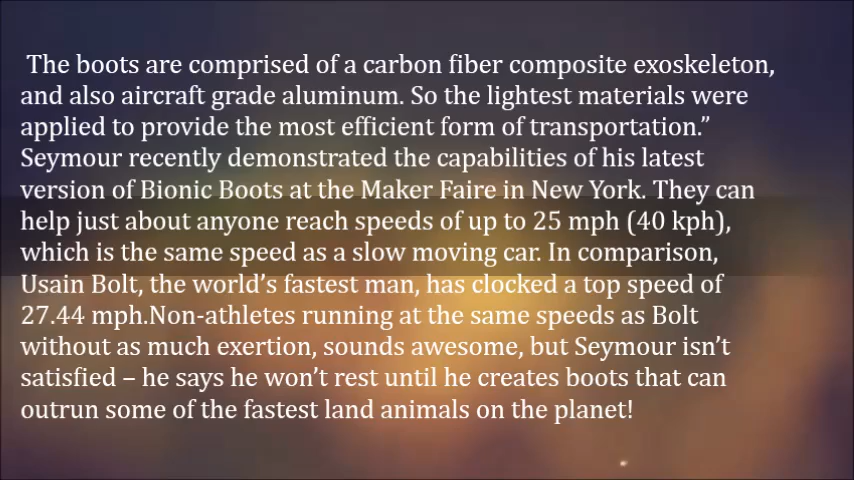 The boots are comprised of a carbon fiber composite exoskeleton,
and also aircraft grade aluminum. So the lightest materials were
applied to provide the most efficient form of transportation.”
Seymour recently demonstrated the capabilities of his latest
version of Bionic Boots at the Maker Faire in New York. They can
help just about anyone reach speeds of up to 25 mph (40 kph),
which is the same speed as a slow moving car. In comparison,
Usain Bolt, the world’s fastest man, has clocked a top speed of
27.44 mph.Non-athletes running at the same speeds as Bolt
without as much exertion, sounds awesome, but Seymour isn’t
satisfied – he says he won’t rest until he creates boots that can
outrun some of the fastest land animals on the planet!